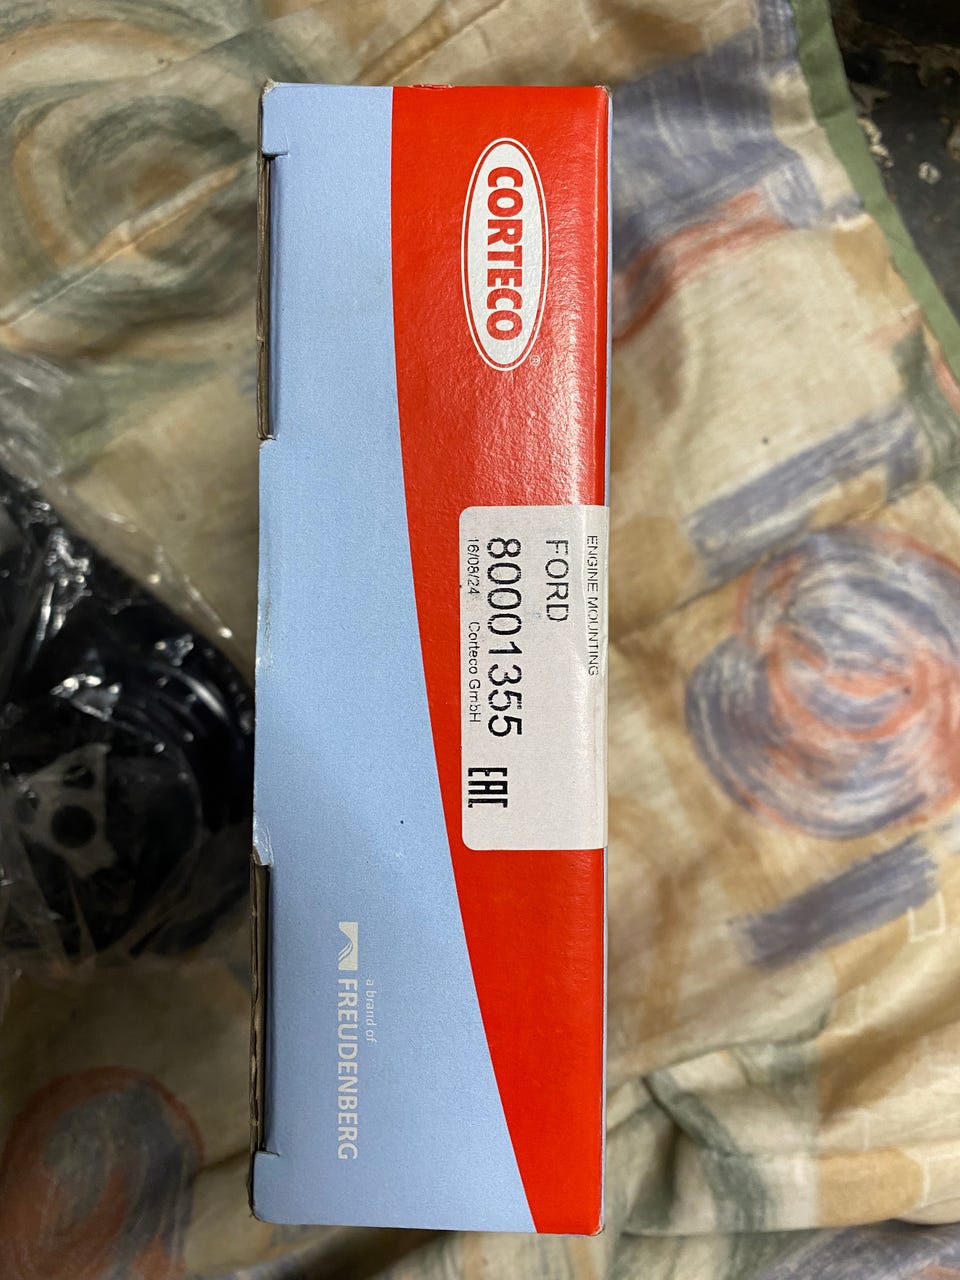 CORTECO
®
ENGINE MOUNTING
FORD
80001355
16/08/24 Corteco GmbH
EAC
a brand of
FREUDENBERG